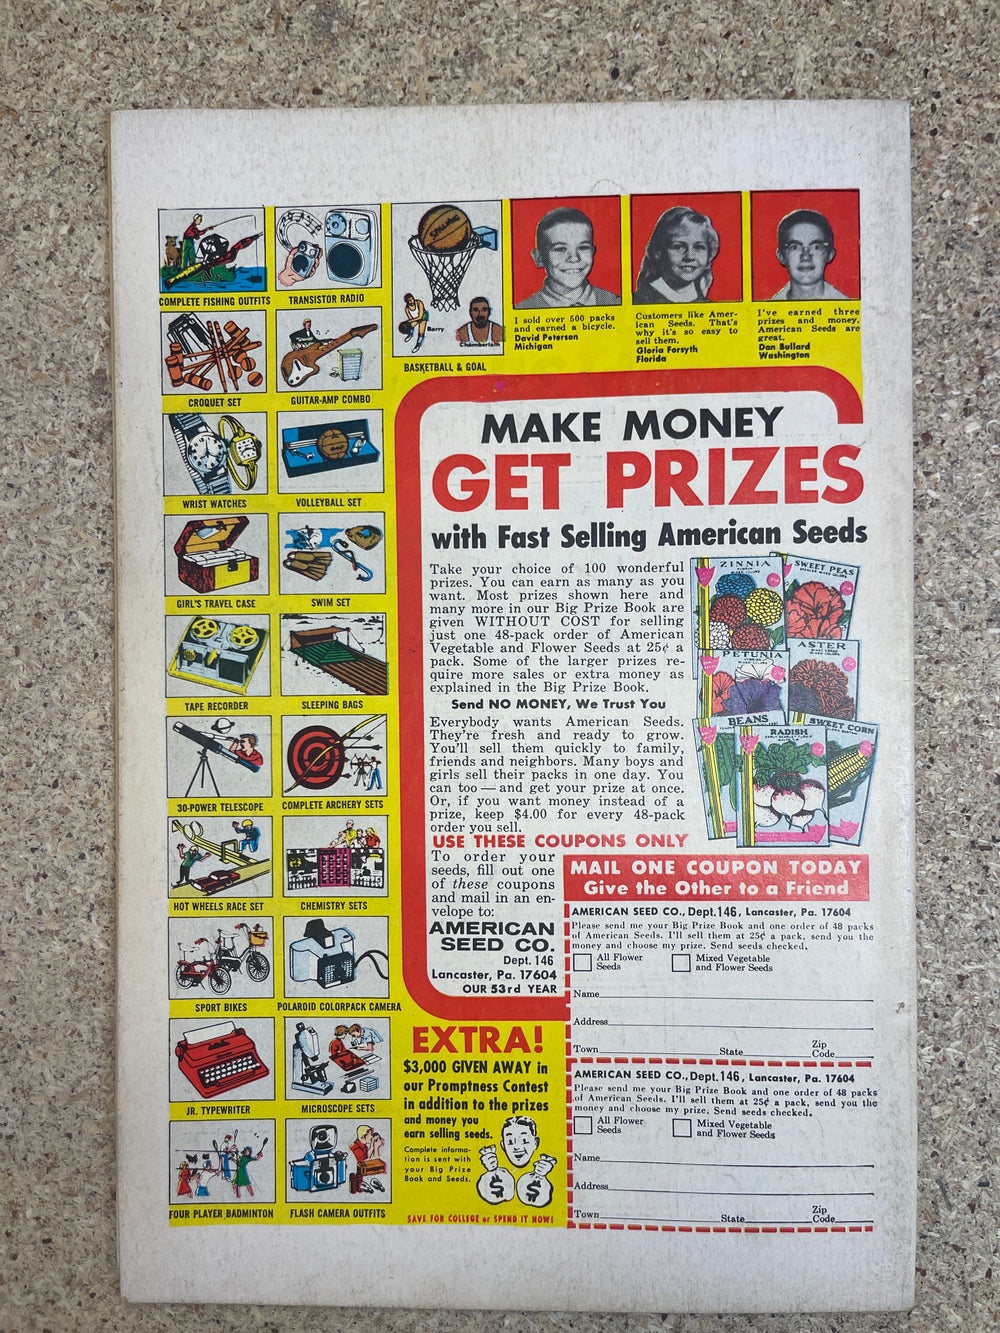 COMPLETE FISHING OUTFITS
TRANSISTOR RADIO
CROQUET SET
GUITAR-AMP COMBO
WRIST WATCHES
VOLLEYBALL SET
GIRL'S TRAVEL CASE
SWIM SET
TAPE RECORDER
SLEEPING BAGS
30-POWER TELESCOPE
COMPLETE ARCHERY SETS
HOT WHEELS RACE SET
CHEMISTRY SETS
SPORT BIKES
POLAROID COLORPACK CAMERA
JR. TYPEWRITER
MICROSCOPE SETS
FOUR PLAYER BADMINTON
FLASH CAMERA OUTFITS
SPALDING
Barry
Chamberlain
BASKETBALL & GOAL
I sold over 500 packs
and earned a bicycle.
David Peterson
Michigan
Customers like Amer-
ican Seeds. That's
why it's so easy to
sell them.
Gloria Forsyth
Florida
I've earned three
prizes and money.
American Seeds are
great.
Dan Bullard
Washington
MAKE MONEY
GET PRIZES
with Fast Selling American Seeds
Take your choice of 100 wonderful
prizes. You can earn as many as you
want. Most prizes shown here and
many more in our Big Prize Book are
given WITHOUT COST for selling
just one 48-pack order of American
Vegetable and Flower Seeds at 25¢ a
pack. Some of the larger prizes re-
quire more sales or extra money as
explained in the Big Prize Book.
Send NO MONEY, We Trust You
Everybody wants American Seeds.
They're fresh and ready to grow.
You'll sell them quickly to family,
friends and neighbors. Many boys and
girls sell their packs in one day. You
can too — and get your prize at once.
Or, if you want money instead of a
prize, keep $4.00 for every 48-pack
order you sell.
USE THESE COUPONS ONLY
To order your
seeds, fill out one
of these coupons
and mail in an en-
velope to:
AMERICAN
SEED CO.
Dept. 146
Lancaster, Pa. 17604
OUR 53rd YEAR
ZINNIA
SWEET PEAS
PETUNIA
ASTER
BEANS
SWEET CORN
RADISH
MAIL ONE COUPON TODAY
Give the Other to a Friend
AMERICAN SEED CO., Dept. 146, Lancaster, Pa. 17604
Please send me your Big Prize Book and one order of 48 packs
of American Seeds. I'll sell them at 25¢ a pack, send you the
money and choose my prize. Send seeds checked.
All Flower
Seeds
Mixed Vegetable
and Flower Seeds
Name
Address
Town State Zip
Code
AMERICAN SEED CO., Dept. 146, Lancaster, Pa. 17604
Please send me your Big Prize Book and one order of 48 packs
of American Seeds. I'll sell them at 25¢ a pack, send you the
money and choose my prize. Send seeds checked.
All Flower
Seeds
Mixed Vegetable
and Flower Seeds
Name
Address
Town State Zip
Code
EXTRA!
$3,000 GIVEN AWAY in
our Promptness Contest
in addition to the prizes
and money you
earn selling seeds.
Complete informa-
tion is sent with
your Big Prize
Book and Seeds.
$ $
SAVE FOR COLLEGE or SPEND IT NOW!